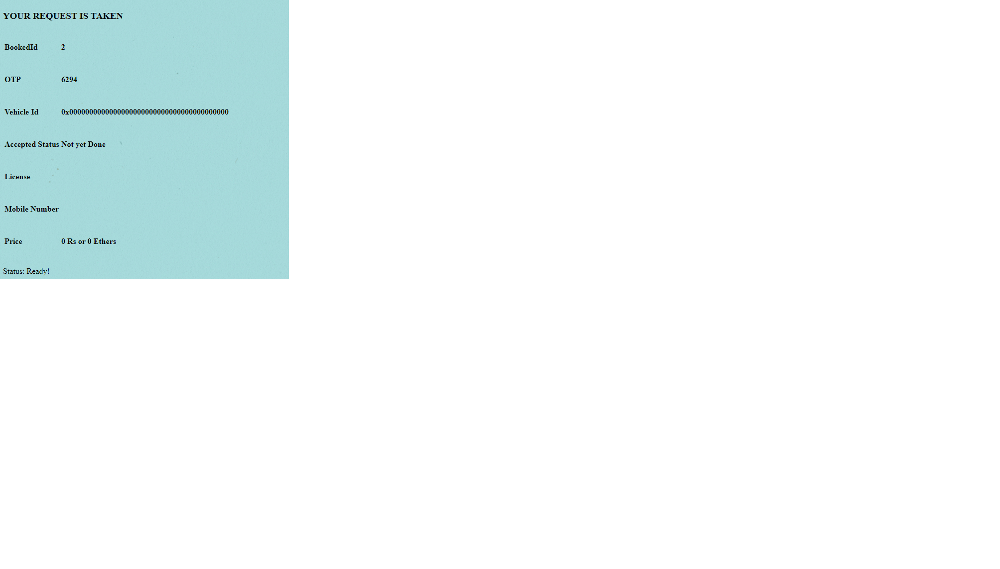 YOUR REQUEST IS TAKEN
BookedId 2
OTP 6294
Vehicle Id 0x0000000000000000000000000000000000000000
Accepted Status Not yet Done
License
Mobile Number
Price 0 Rs or 0 Ethers
Status: Ready!